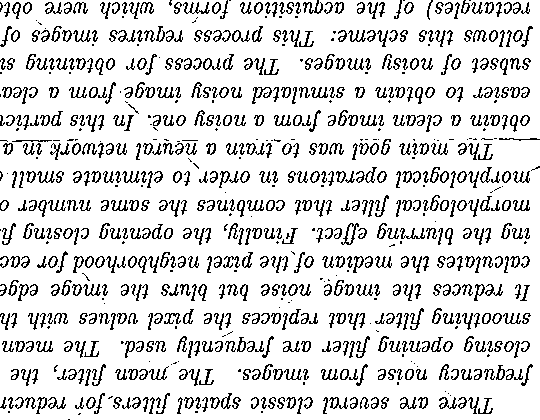 There are several classic spatial filters for reducin
frequency noise from images. The mean filter, the
closing opening filter are frequently used. The mean
smoothing filter that replaces the pixel values with th
It reduces the image noise but blurs the image edge
calculates the median of the pixel neighborhood for eac
ing the blurring effect. Finally, the opening closing fi
morphological filter that combines the same number o
morphological operations in order to eliminate small
The main goal was to train a neural network in a
obtain a clean image from a noisy one. In this partic
easier to obtain a simulated noisy image from a clea
subset of noisy images. The process for obtaining si
follows this scheme: This process requires images of
rectangles) of the acquisition forms, which were obt